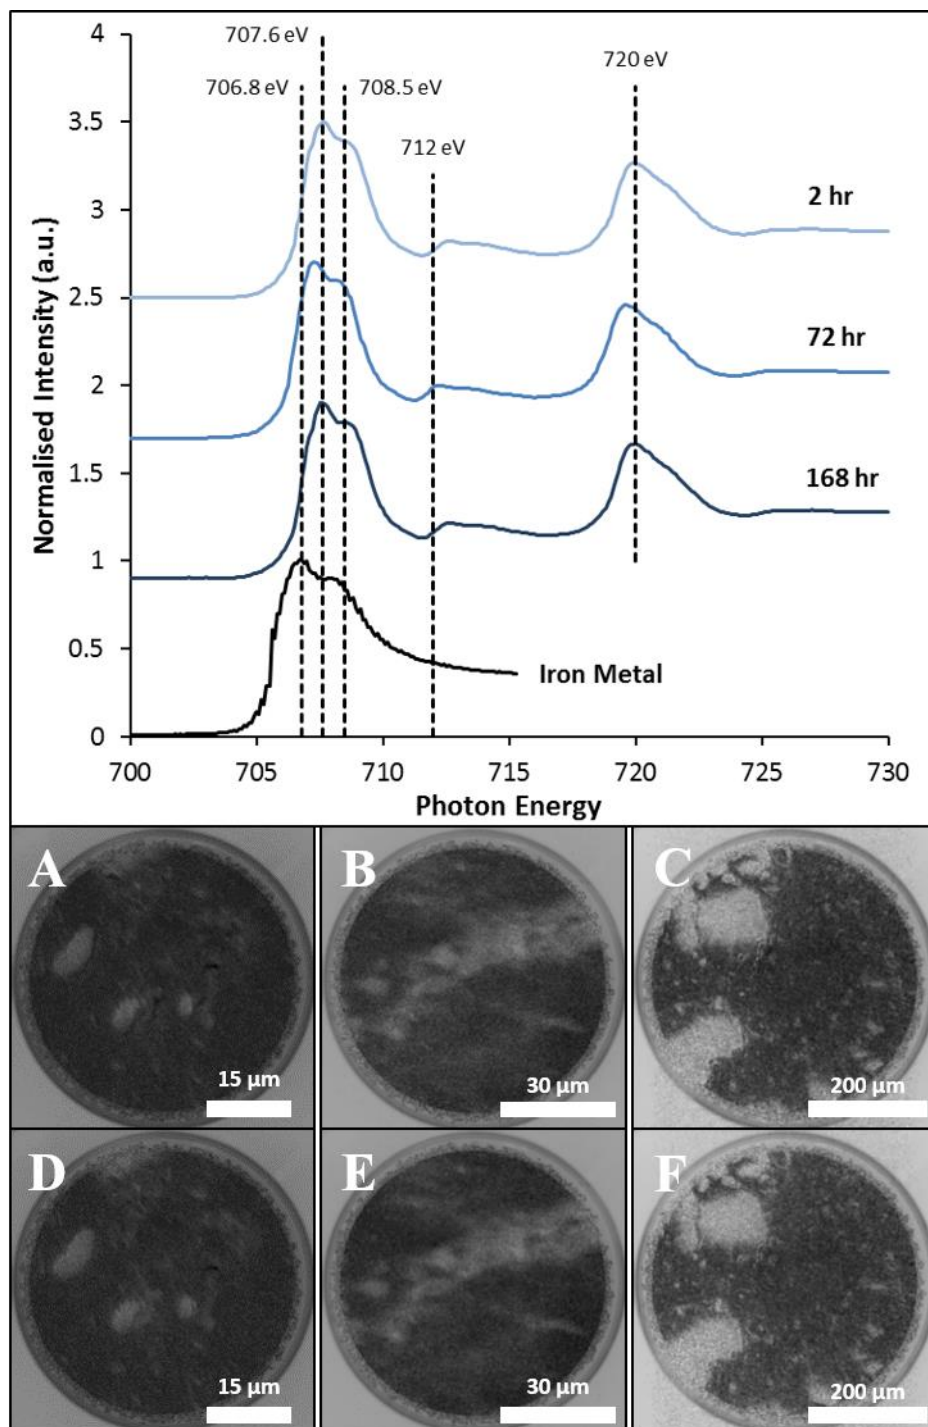 4
707.6 eV
706.8 eV
708.5 eV
720 eV
712 eV
3.5
3
2.5
2
1.5
1
0.5
0
Normalised Intensity (a.u.)
2 hr
72 hr
168 hr
Iron Metal
700 705 710 715 720 725 730
Photon Energy
A
15 µm
B
30 µm
C
200 µm
D
15 µm
E
30 µm
F
200 µm